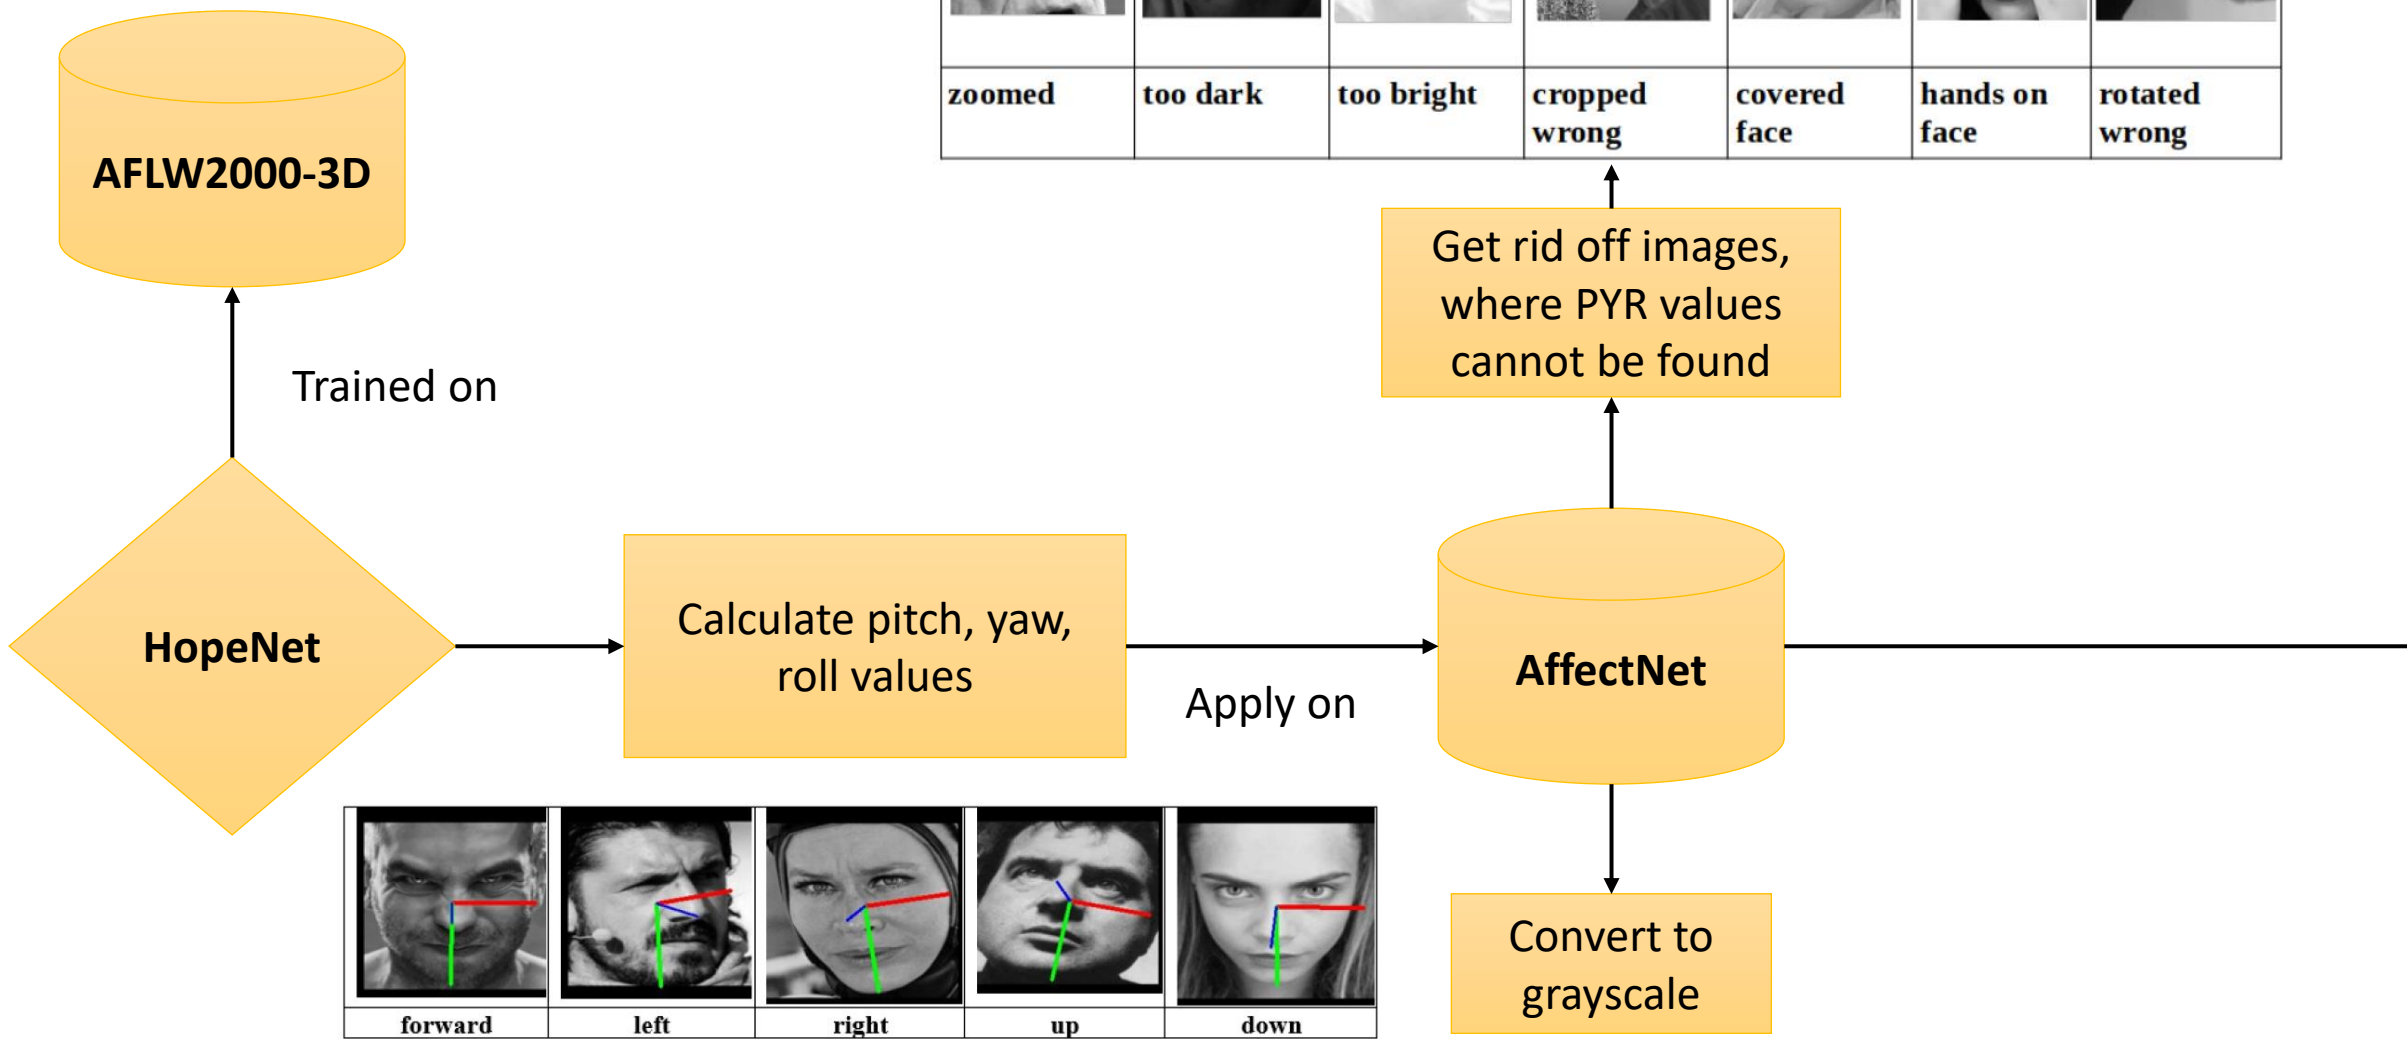 zoomed
too dark
too bright
cropped
wrong
covered
face
hands on
face
rotated
wrong
AFLW2000-3D
Get rid off images,
where PYR values
cannot be found
Trained on
HopeNet
Calculate pitch, yaw,
roll values
Apply on
AffectNet
Convert to
grayscale
forward
left
right
up
down